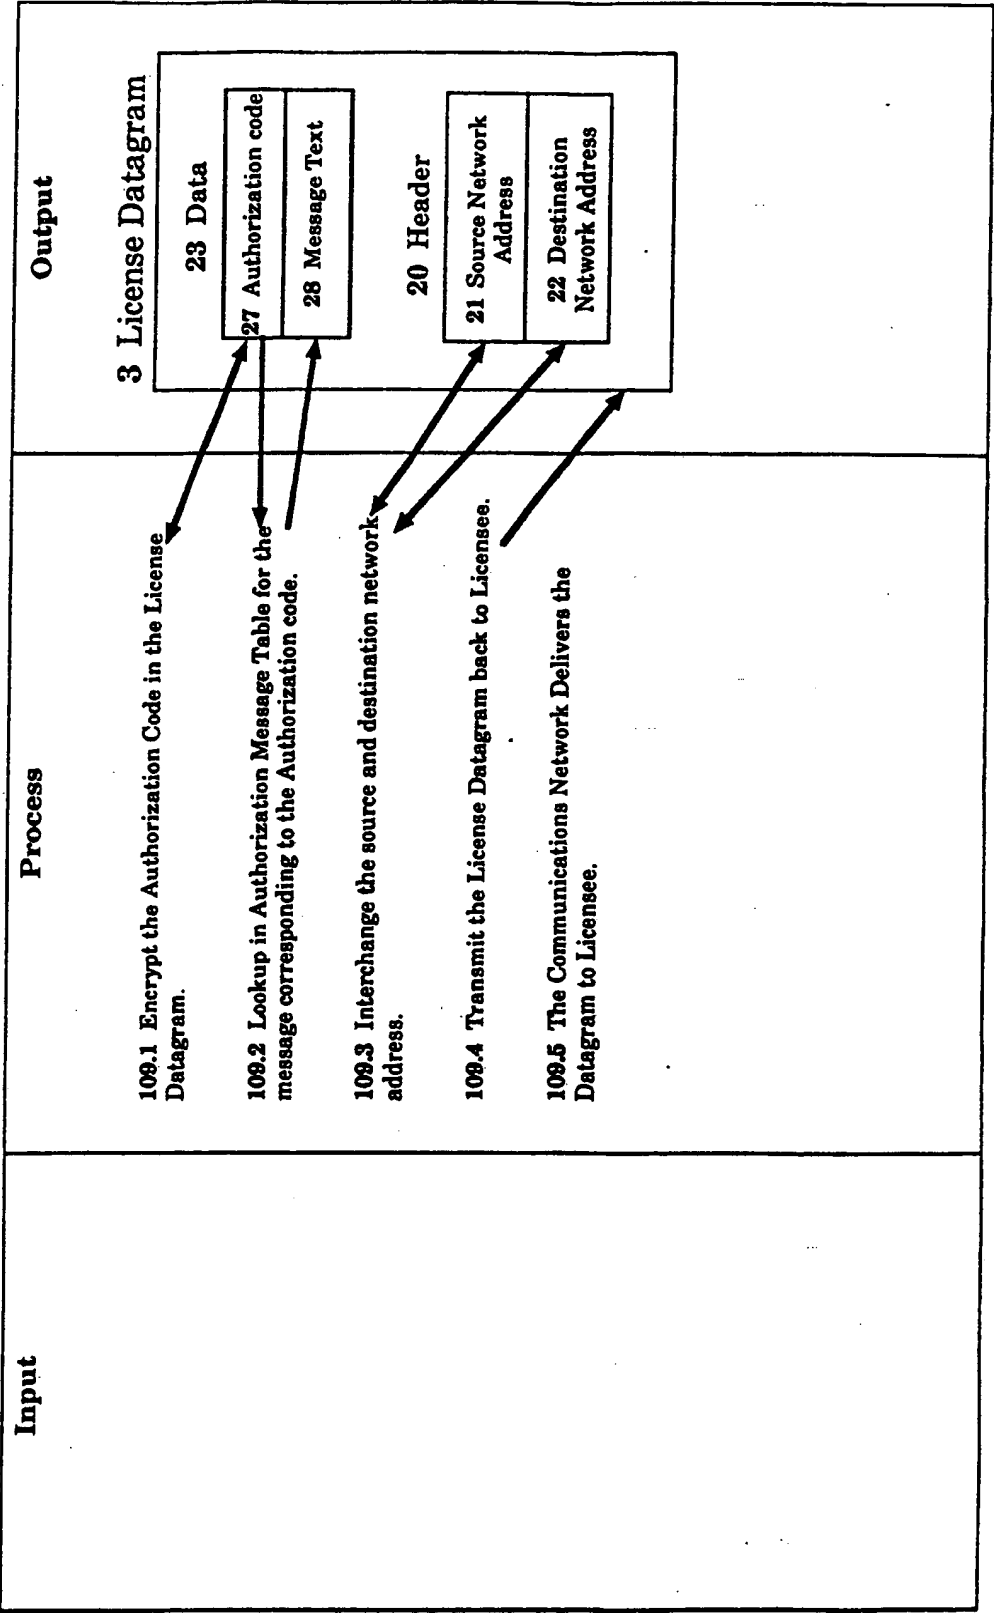 Input
Process
Output
109.1 Encrypt the Authorization Code in the License
Datagram.
109.2 Lookup in Authorization Message Table for the
message corresponding to the Authorization code.
109.3 Interchange the source and destination network
address.
109.4 Transmit the License Datagram back to Licensee.
109.5 The Communications Network Delivers the
Datagram to Licensee.
3 License Datagram
23 Data
27 Authorization code
28 Message Text
20 Header
21 Source Network
Address
22 Destination
Network Address